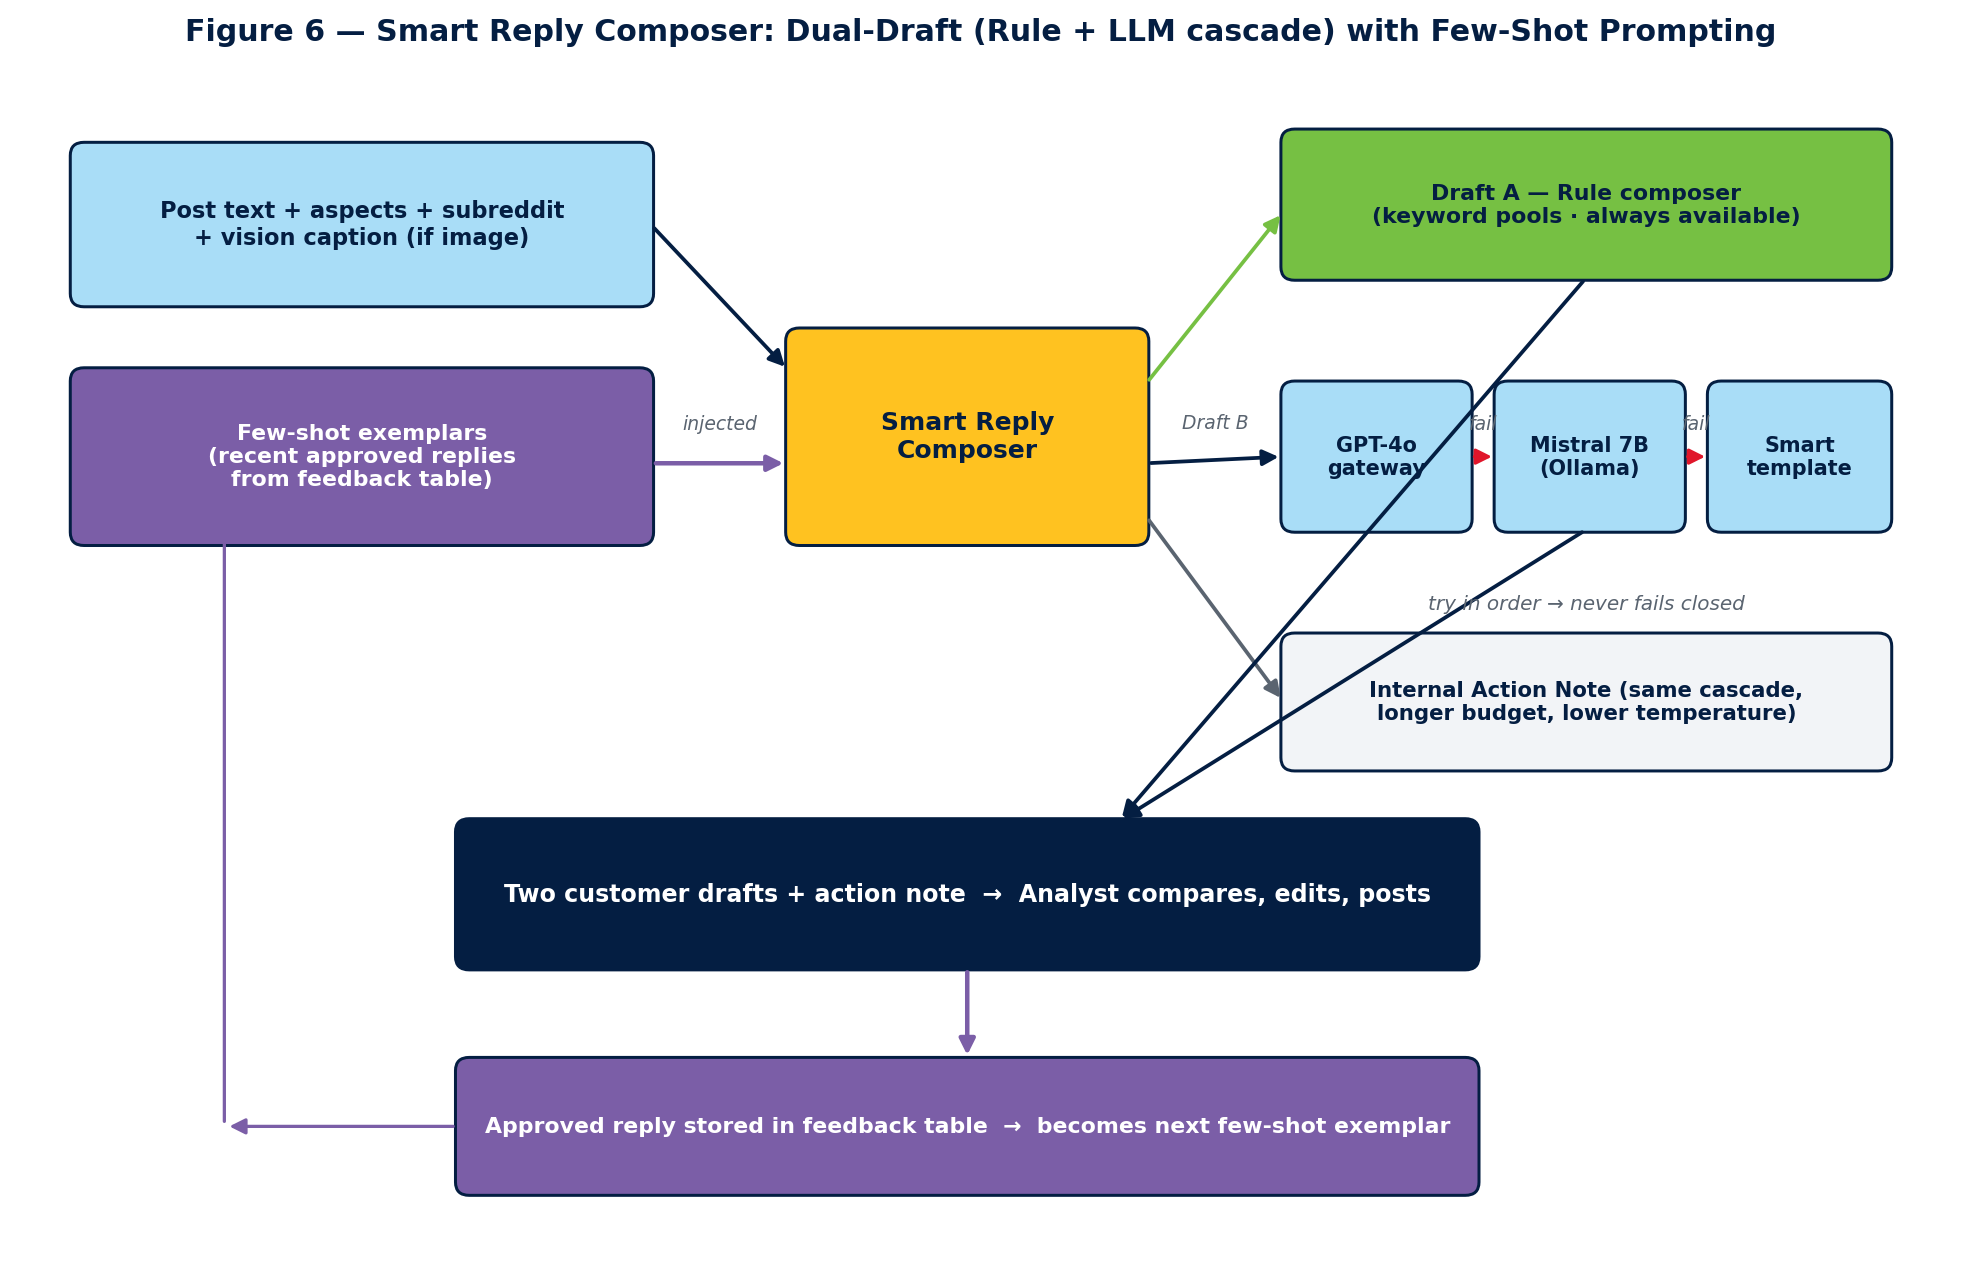 Figure 6 — Smart Reply Composer: Dual-Draft (Rule + LLM cascade) with Few-Shot Prompting
Post text + aspects + subreddit
+ vision caption (if image)
Few-shot exemplars
(recent approved replies
from feedback table)
injected
Smart Reply
Composer
Draft A — Rule composer
(keyword pools · always available)
Draft B
GPT-4o
gateway
fail
Mistral 7B
(Ollama)
fail
Smart
template
try in order → never fails closed
Internal Action Note (same cascade,
longer budget, lower temperature)
Two customer drafts + action note → Analyst compares, edits, posts
Approved reply stored in feedback table → becomes next few-shot exemplar